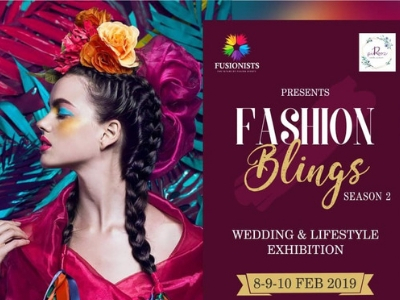 FUSIONISTS
PRESENTS
FASHION
Blings
SEASON 2
WEDDING & LIFESTYLE
EXHIBITION
8-9-10 FEB 2019